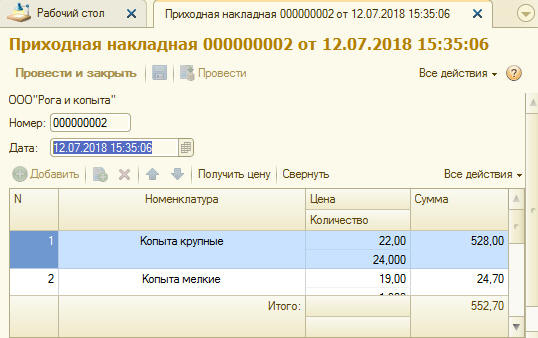 Рабочий стол
Приходная накладная 000000002 от 12.07.2018 15:35:06
Приходная накладная 000000002 от 12.07.2018 15:35:06
Провести и закрыть Провести Все действия
ООО"Рога и копыта"
Номер: 000000002
Дата: 12.07.2018 15:35:06
Добавить Получить цену Свернуть Все действия
N Номенклатура Цена Сумма
Количество
1 Копыта крупные 22,00 528,00
24,000
2 Копыта мелкие 19,00 24,70
Итого: 552,70